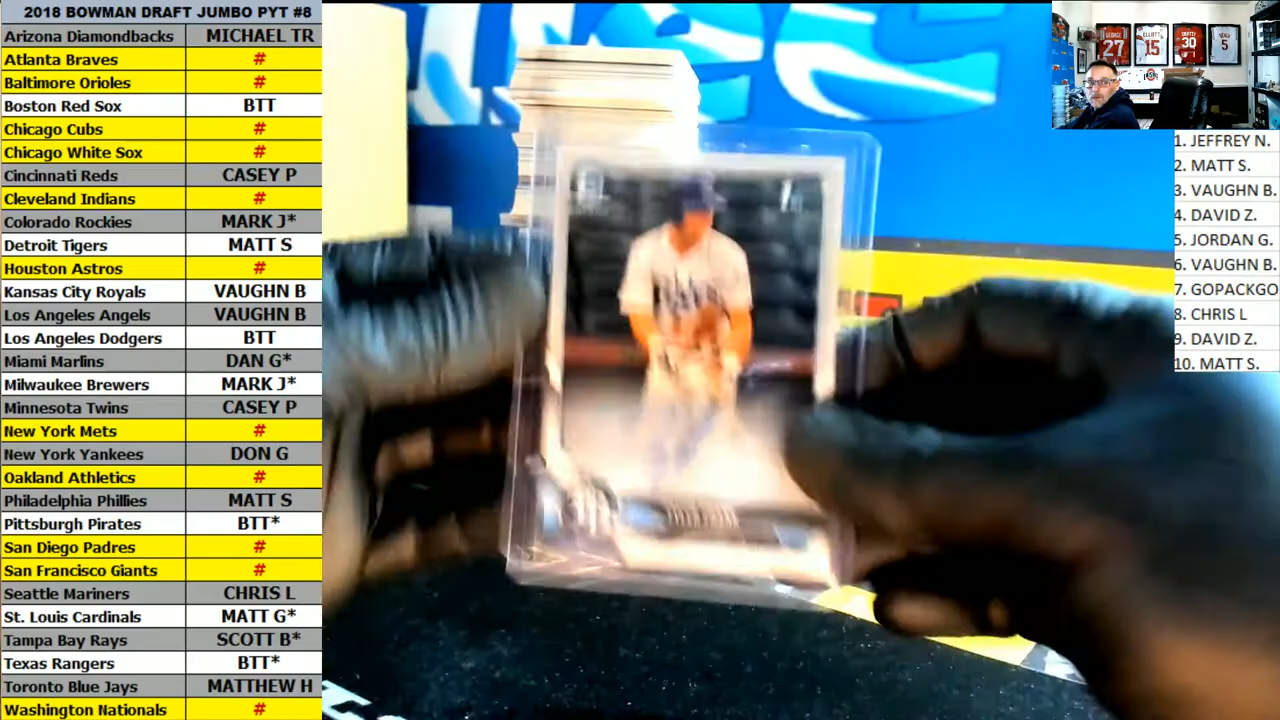 2018 BOWMAN DRAFT JUMBO PYT #8
Arizona Diamondbacks MICHAEL TR
Atlanta Braves #
Baltimore Orioles #
Boston Red Sox BTT
Chicago Cubs #
Chicago White Sox #
Cincinnati Reds CASEY P
Cleveland Indians #
Colorado Rockies MARK J*
Detroit Tigers MATT S
Houston Astros #
Kansas City Royals VAUGHN B
Los Angeles Angels VAUGHN B
Los Angeles Dodgers BTT
Miami Marlins DAN G*
Milwaukee Brewers MARK J*
Minnesota Twins CASEY P
New York Mets #
New York Yankees DON G
Oakland Athletics #
Philadelphia Phillies MATT S
Pittsburgh Pirates BTT*
San Diego Padres #
San Francisco Giants #
Seattle Mariners CHRIS L
St. Louis Cardinals MATT G*
Tampa Bay Rays SCOTT B*
Texas Rangers BTT*
Toronto Blue Jays MATTHEW H
Washington Nationals #
27
15
30
5
1. JEFFREY N.
2. MATT S.
3. VAUGHN B.
4. DAVID Z.
5. JORDAN G.
6. VAUGHN B.
7. GOPACKGO
8. CHRIS L
9. DAVID Z.
10. MATT S.